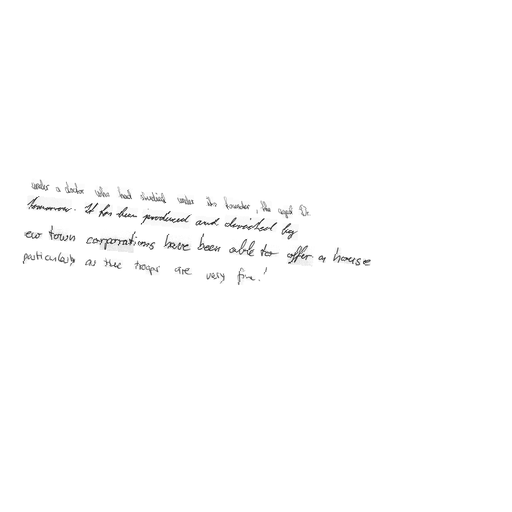 under a doctor who had studied under its founder, the aged Dr.
tomorrow. It has been produced and directed by
ew town corporations have been able to offer a house
particularly as the troops are very fine!